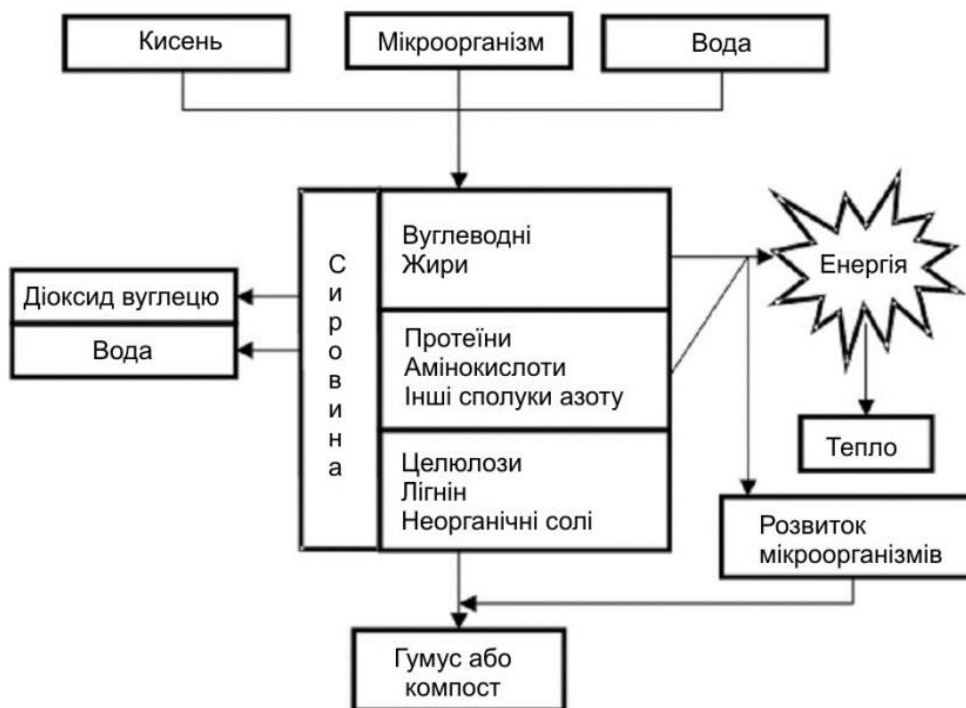 Кисень
Мікроорганізм
Вода
Сировина
Вуглеводні
Жири
Енергія
Діоксид вуглецю
Вода
Протеїни
Амінокислоти
Інші сполуки азоту
Тепло
Целюлози
Лігнін
Неорганічні солі
Розвиток
мікроорганізмів
Гумус або
компост